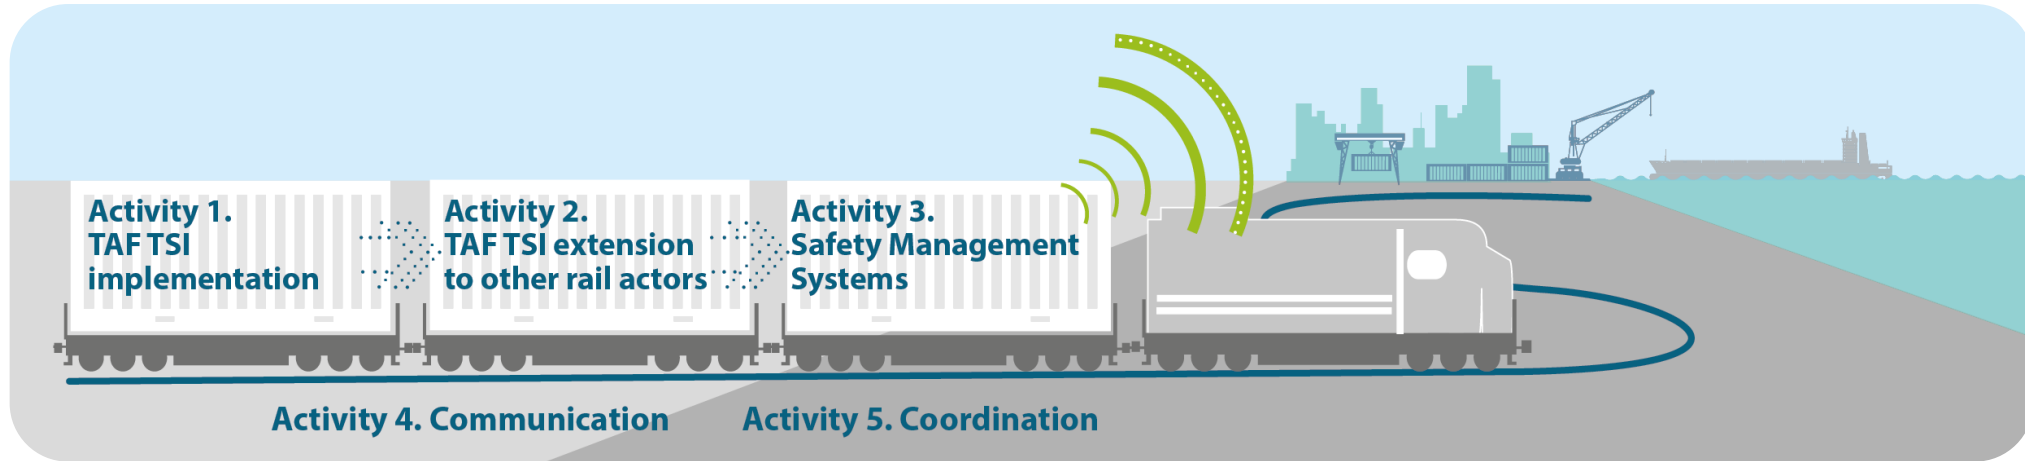 Activity 1.
TAF TSI
implementation
Activity 2.
TAF TSI extension
to other rail actors
Activity 3.
Safety Management
Systems
Activity 4. Communication
Activity 5. Coordination